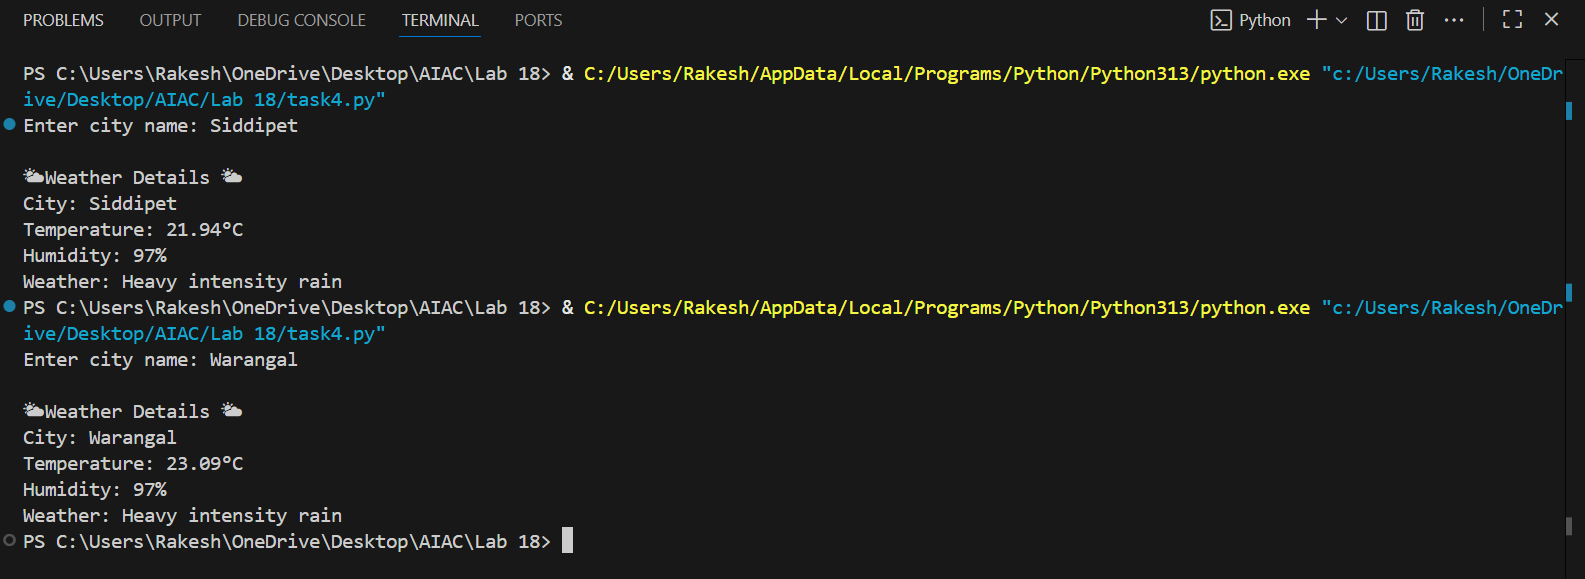 PROBLEMS OUTPUT DEBUG CONSOLE TERMINAL PORTS Python
PS C:\Users\Rakesh\OneDrive\Desktop\AIAC\Lab 18> & C:/Users/Rakesh/AppData/Local/Programs/Python/Python313/python.exe "c:/Users/Rakesh/OneDr
ive/Desktop/AIAC/Lab 18/task4.py"
Enter city name: Siddipet
🌥️Weather Details 🌥️
City: Siddipet
Temperature: 21.94°C
Humidity: 97%
Weather: Heavy intensity rain
PS C:\Users\Rakesh\OneDrive\Desktop\AIAC\Lab 18> & C:/Users/Rakesh/AppData/Local/Programs/Python/Python313/python.exe "c:/Users/Rakesh/OneDr
ive/Desktop/AIAC/Lab 18/task4.py"
Enter city name: Warangal
🌥️Weather Details 🌥️
City: Warangal
Temperature: 23.09°C
Humidity: 97%
Weather: Heavy intensity rain
PS C:\Users\Rakesh\OneDrive\Desktop\AIAC\Lab 18>